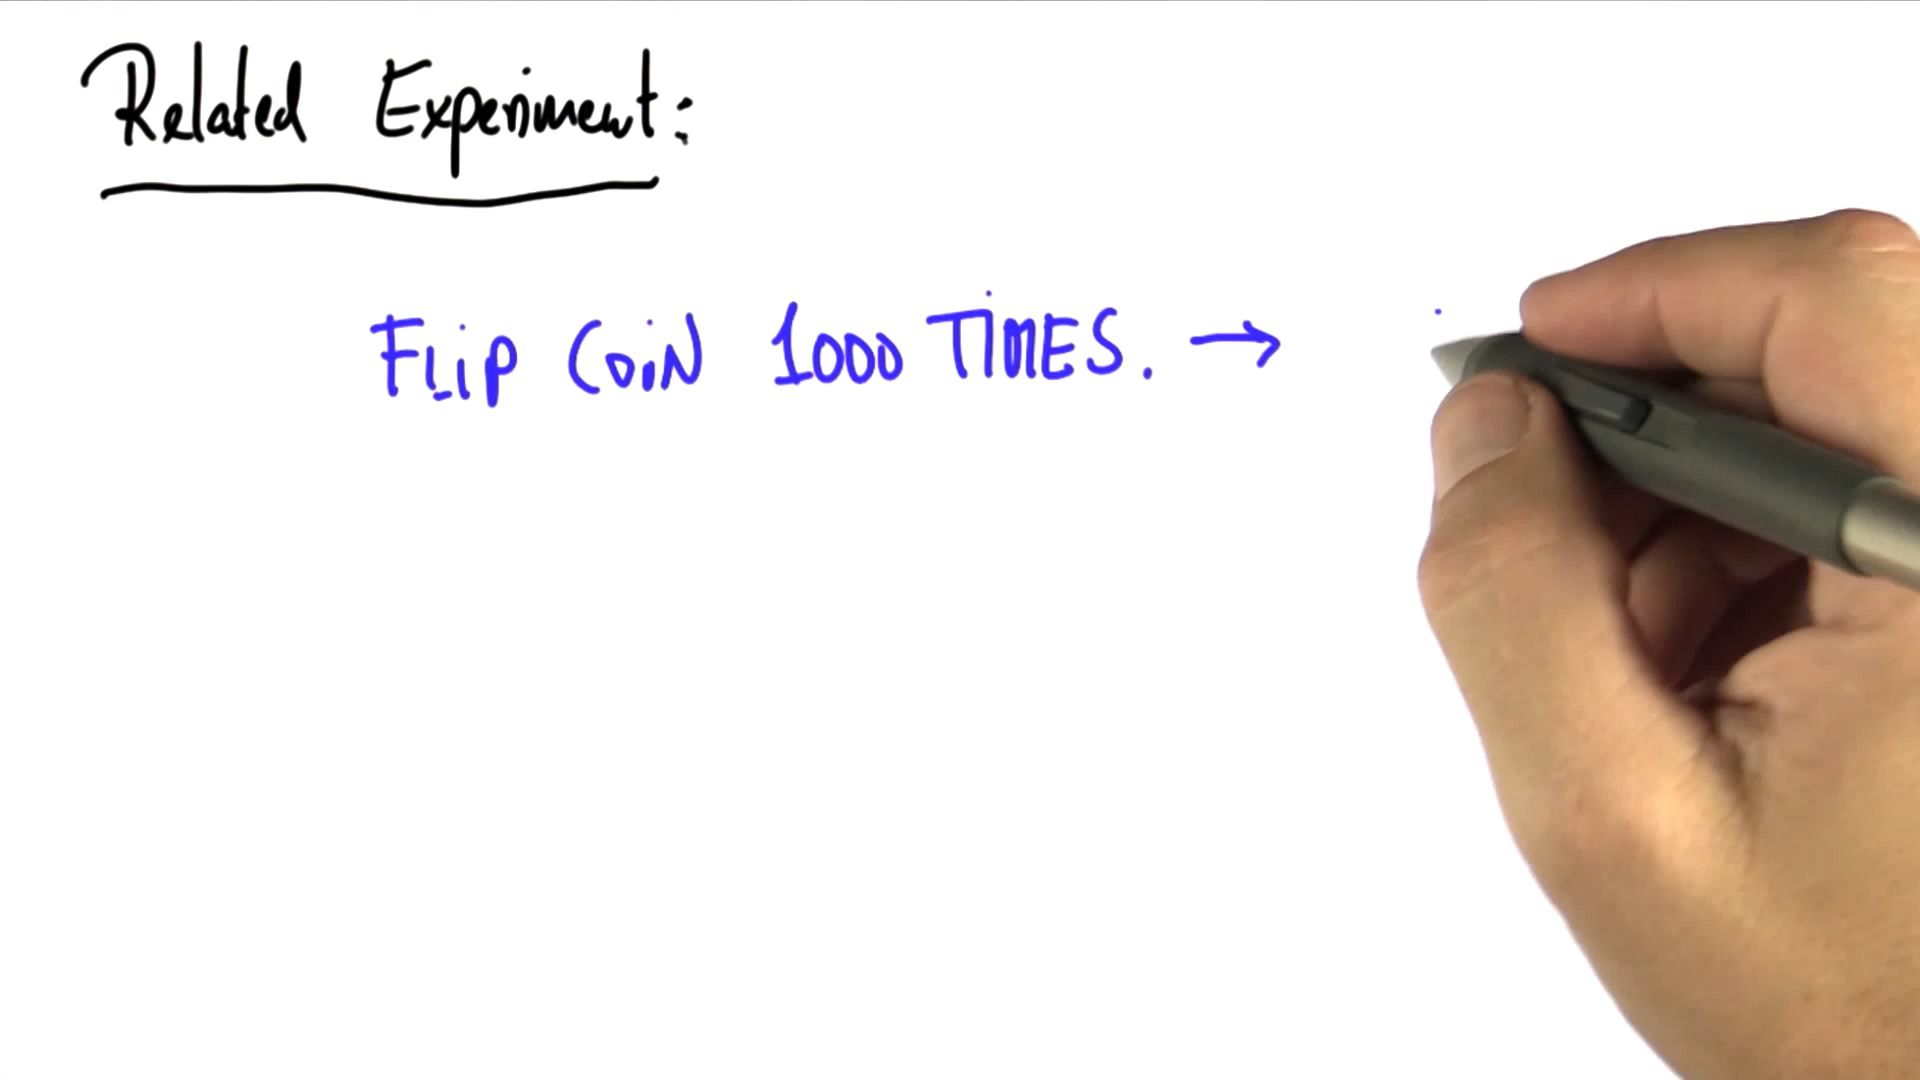 Related Experiment:
FLiP COiN 1000 TiMES. →